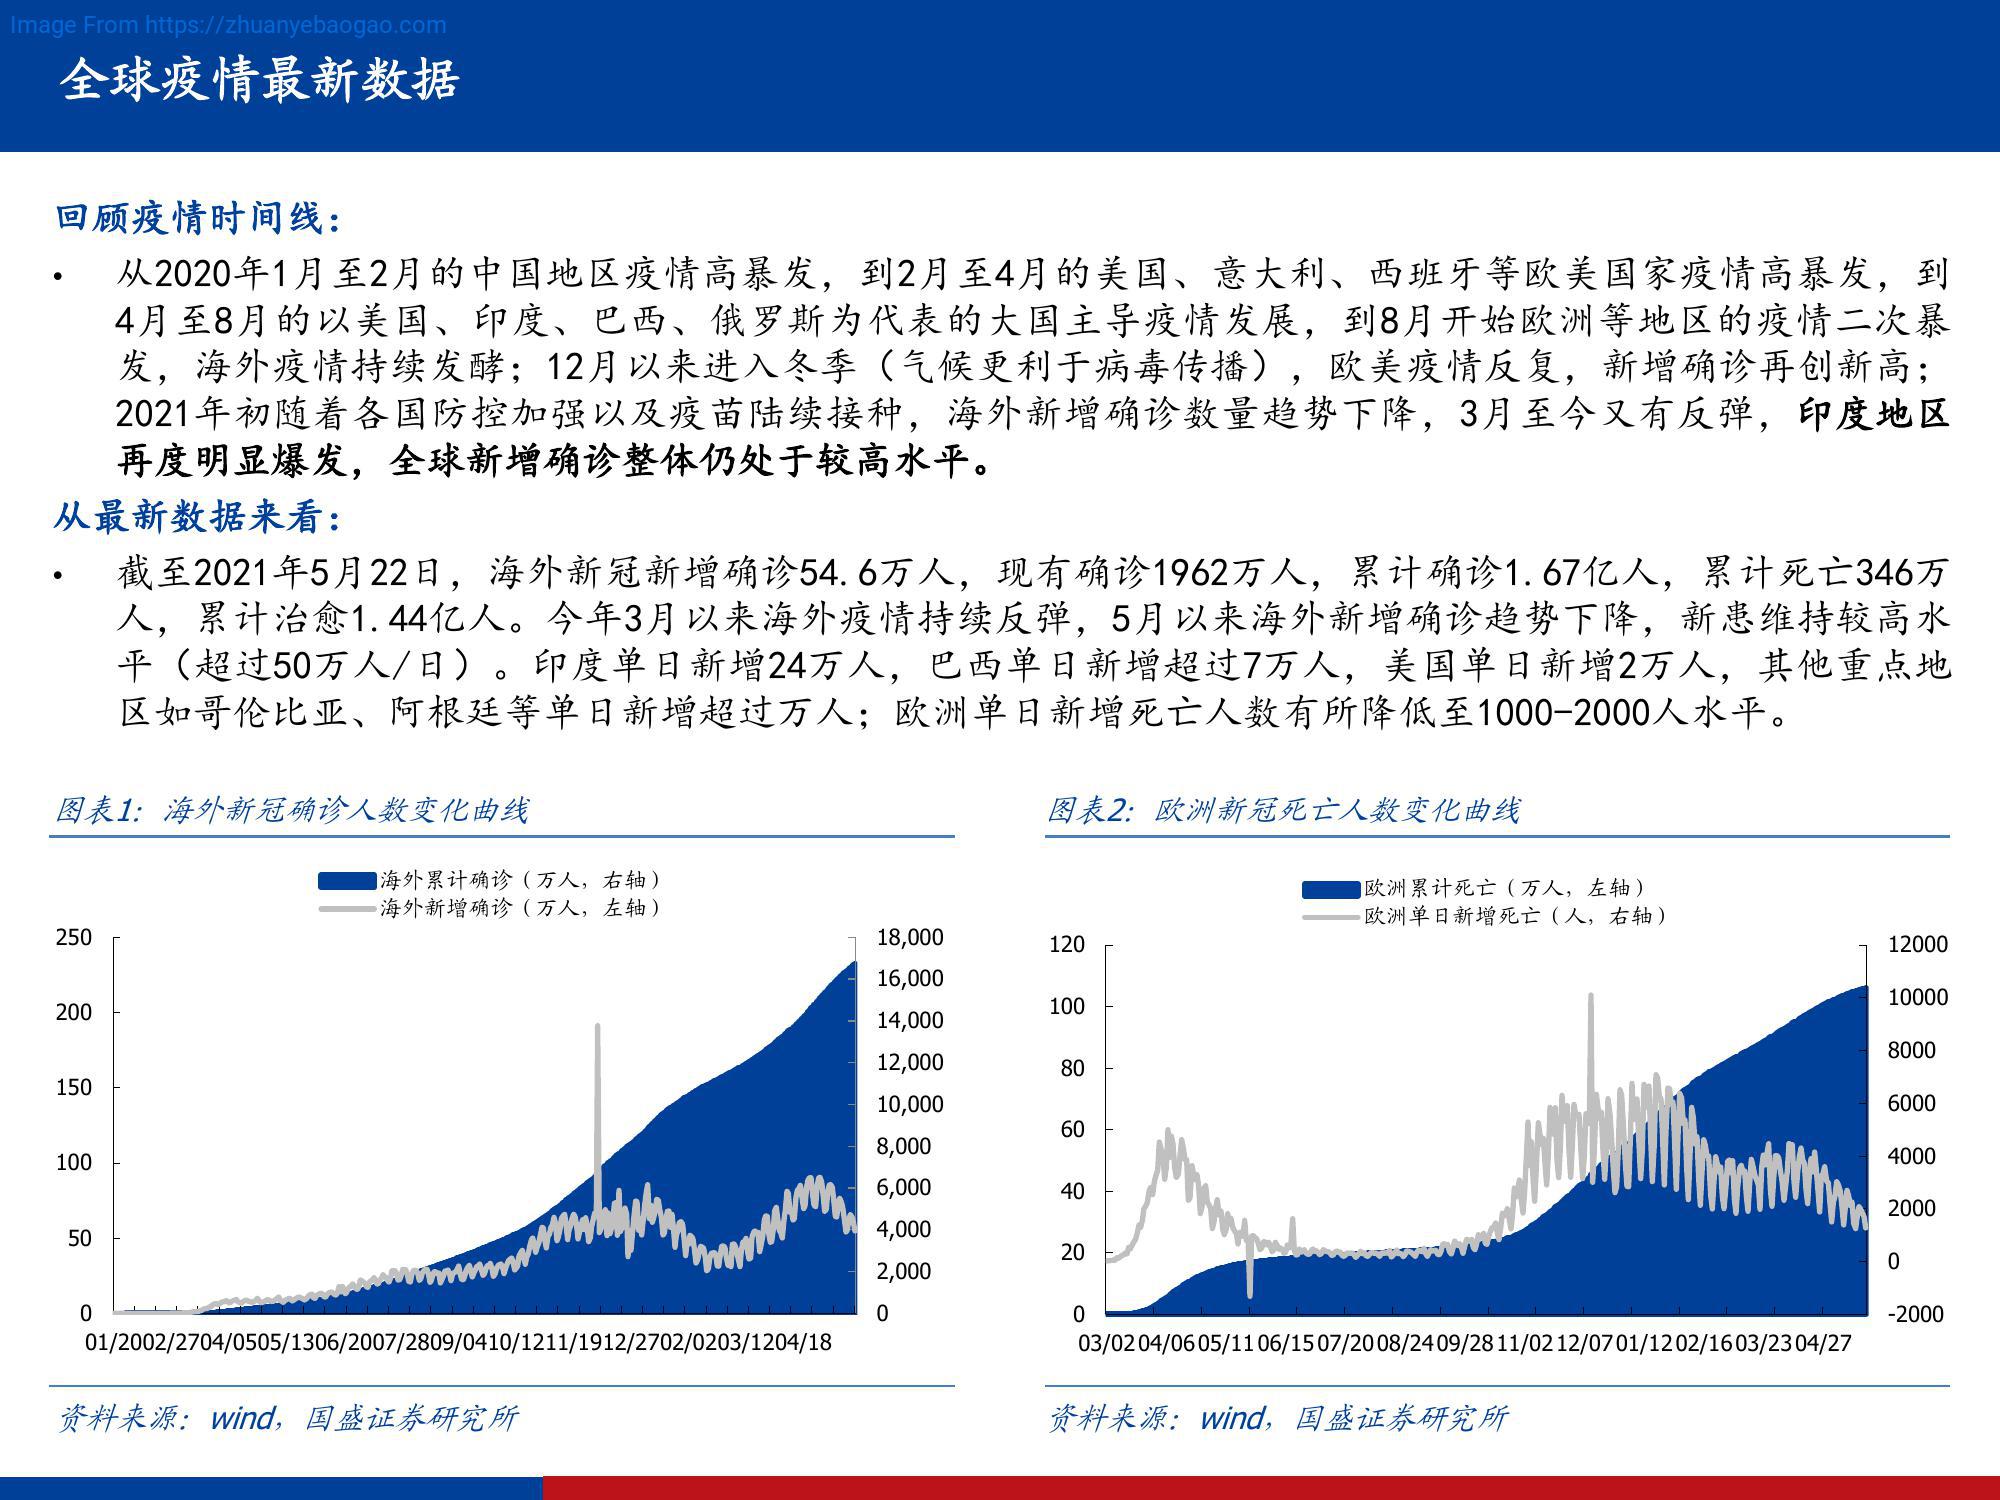 Image From https://zhuanyebaogao.com
全球疫情最新数据
回顾疫情时间线：
• 从2020年1月至2月的中国地区疫情高暴发，到2月至4月的美国、意大利、西班牙等欧美国家疫情高暴发，到
4月至8月的以美国、印度、巴西、俄罗斯为代表的大国主导疫情发展，到8月开始欧洲等地区的疫情二次暴
发，海外疫情持续发酵；12月以来进入冬季（气候更利于病毒传播），欧美疫情反复，新增确诊再创新高；
2021年初随着各国防控加强以及疫苗陆续接种，海外新增确诊数量趋势下降，3月至今又有反弹，印度地区
再度明显爆发，全球新增确诊整体仍处于较高水平。
从最新数据来看：
• 截至2021年5月22日，海外新冠新增确诊54.6万人，现有确诊1962万人，累计确诊1.67亿人，累计死亡346万
人，累计治愈1.44亿人。今年3月以来海外疫情持续反弹，5月以来海外新增确诊趋势下降，新患维持较高水
平（超过50万人/日）。印度单日新增24万人，巴西单日新增超过7万人，美国单日新增2万人，其他重点地
区如哥伦比亚、阿根廷等单日新增超过万人；欧洲单日新增死亡人数有所降低至1000-2000人水平。
图表1：海外新冠确诊人数变化曲线
海外累计确诊（万人，右轴）
海外新增确诊（万人，左轴）
250
200
150
100
50
0
18,000
16,000
14,000
12,000
10,000
8,000
6,000
4,000
2,000
0
01/2002/2704/0505/1306/2007/2809/0410/1211/1912/2702/0203/1204/18
资料来源：wind，国盛证券研究所
图表2：欧洲新冠死亡人数变化曲线
欧洲累计死亡（万人，左轴）
欧洲单日新增死亡（人，右轴）
120
100
80
60
40
20
0
12000
10000
8000
6000
4000
2000
0
-2000
03/02 04/06 05/11 06/15 07/20 08/24 09/28 11/02 12/07 01/12 02/16 03/23 04/27
资料来源：wind，国盛证券研究所